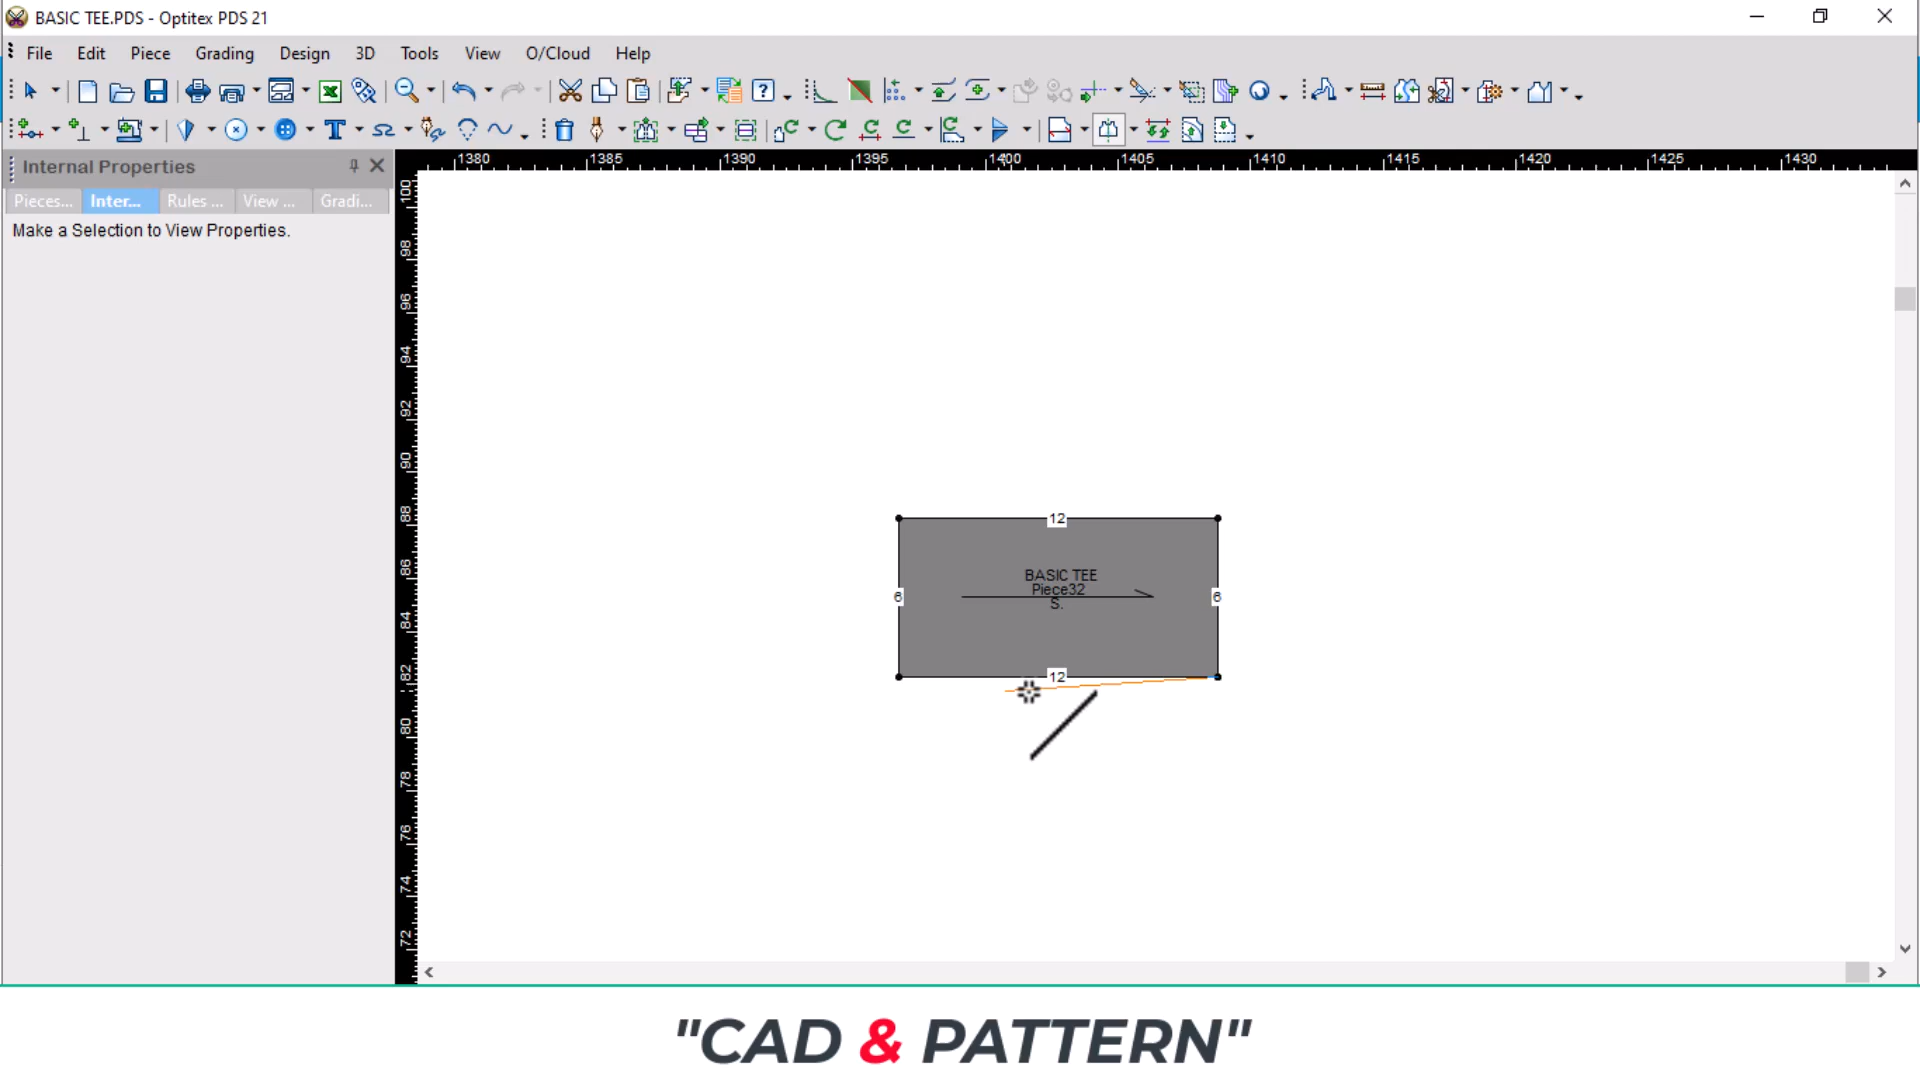 BASIC TEE.PDS - Optitex PDS 21
File Edit Piece Grading Design 3D Tools View O/Cloud Help
Internal Properties
Pieces... Inter... Rules ... View ... Gradi...
Make a Selection to View Properties.
1380 1385 1390 1395 1400 1405 1410 1415 1420 1425 1430
100
98
96
94
92
90
88
86
84
82
80
78
76
74
72
12
BASIC TEE
Piece32
S.
6 6
12
"CAD & PATTERN"